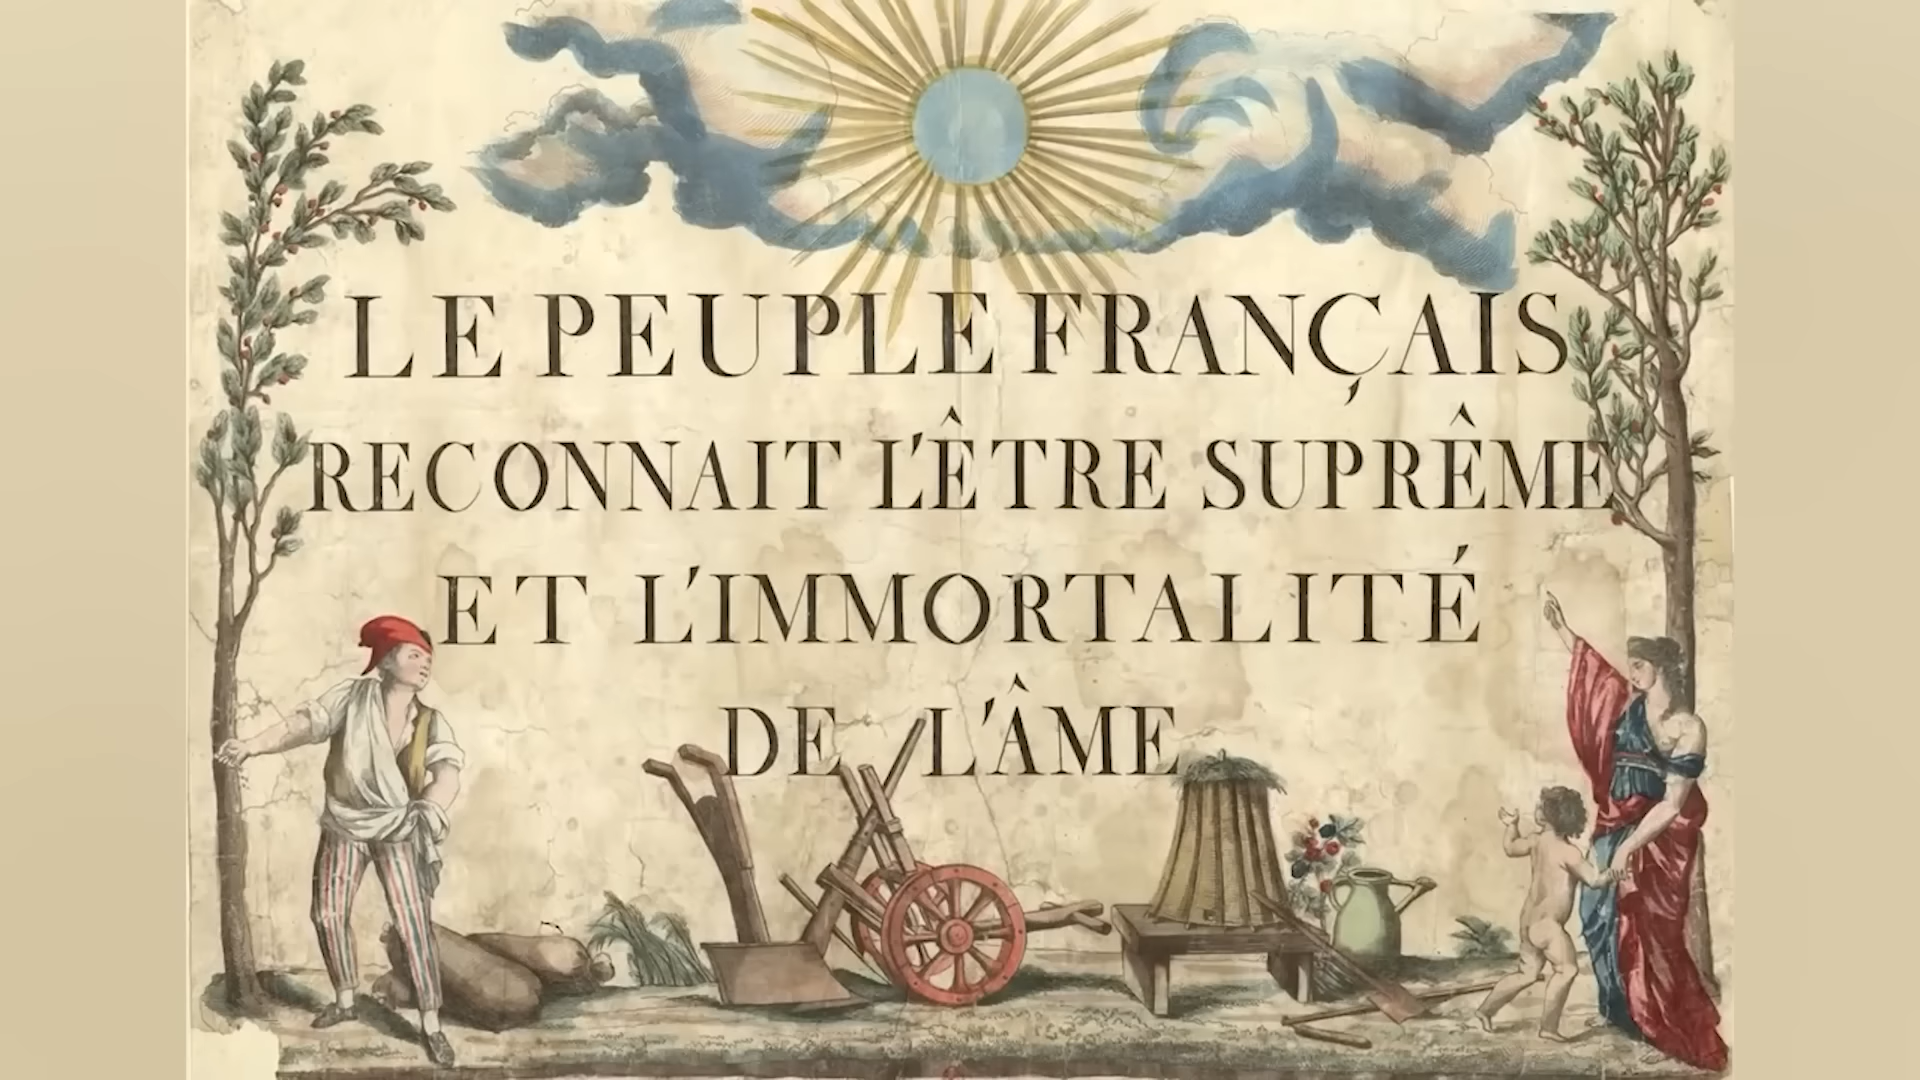 LE PEUPLE FRANÇAIS
RECONNAIT L'ÊTRE SUPRÊME
ET L'IMMORTALITÉ
DE L'ÂME